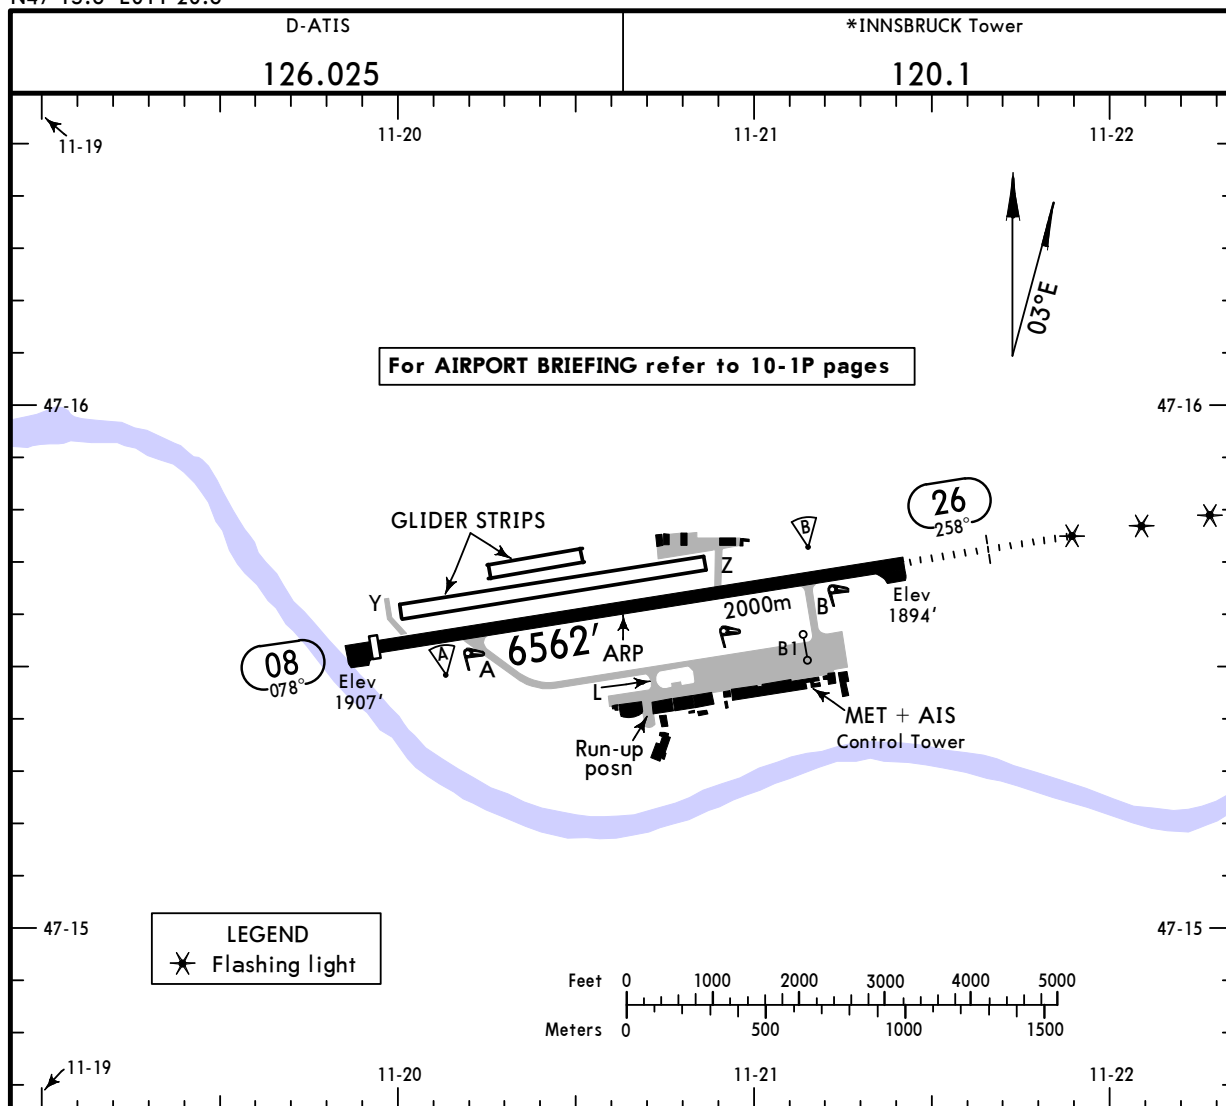 D-ATIS
126.025
*INNSBRUCK Tower
120.1
11-19
11-20
11-21
11-22
03°E
For AIRPORT BRIEFING refer to 10-1P pages
47-16
47-16
26
258°
GLIDER STRIPS
B
Z
Y
2000m
B
Elev
1894'
6562'
ARP
B1
08
078°
A
A
Elev
1907'
L
MET + AIS
Control Tower
Run-up
posn
47-15
47-15
LEGEND
Flashing light
Feet 0 1000 2000 3000 4000 5000
Meters 0 500 1000 1500
11-19
11-20
11-21
11-22